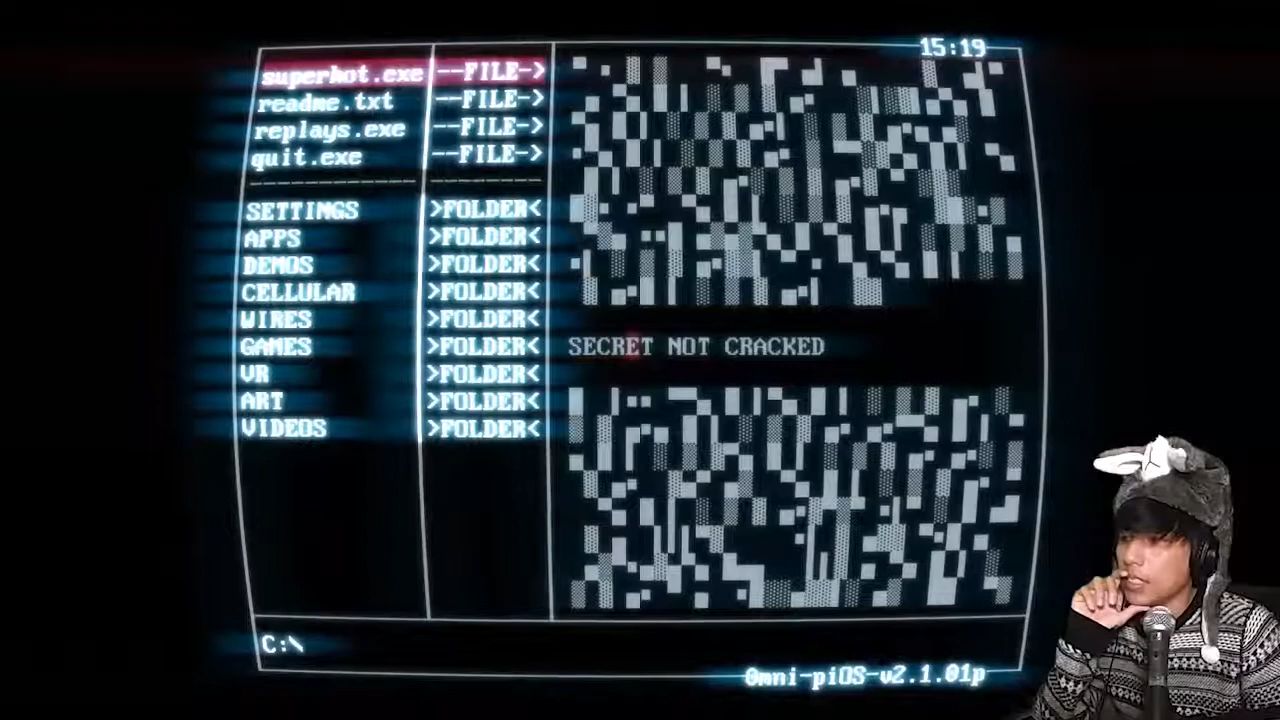 15:19
superhot.exe --FILE->
readme.txt --FILE->
replays.exe --FILE->
quit.exe --FILE->
SETTINGS >FOLDER<
APPS >FOLDER<
DEMOS >FOLDER<
CELLULAR >FOLDER<
WIRES >FOLDER<
GAMES >FOLDER<
VR >FOLDER<
ART >FOLDER<
VIDEOS >FOLDER<
SECRET NOT CRACKED
C:\
Omni-piOS-v2.1.01p